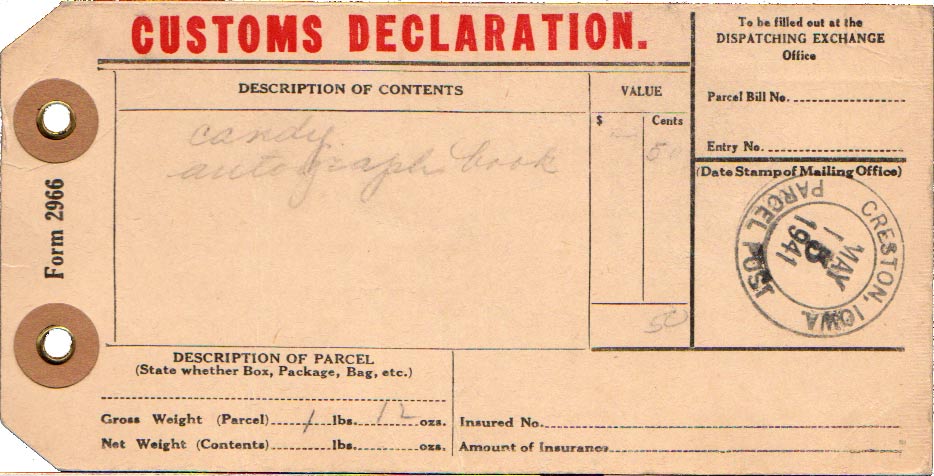 CUSTOMS DECLARATION.
To be filled out at the
DISPATCHING EXCHANGE
Office
Parcel Bill No.
Entry No.
DESCRIPTION OF CONTENTS
VALUE
$ Cents
candy
autograph book
50
50
Form 2966
(Date Stamp of Mailing Office)
CRESTON, IOWA.
MAY
5
1941
PARCEL POST
DESCRIPTION OF PARCEL
(State whether Box, Package, Bag, etc.)
Gross Weight (Parcel) 1 lbs. 12 ozs.
Net Weight (Contents) lbs. ozs.
Insured No.
Amount of Insurance